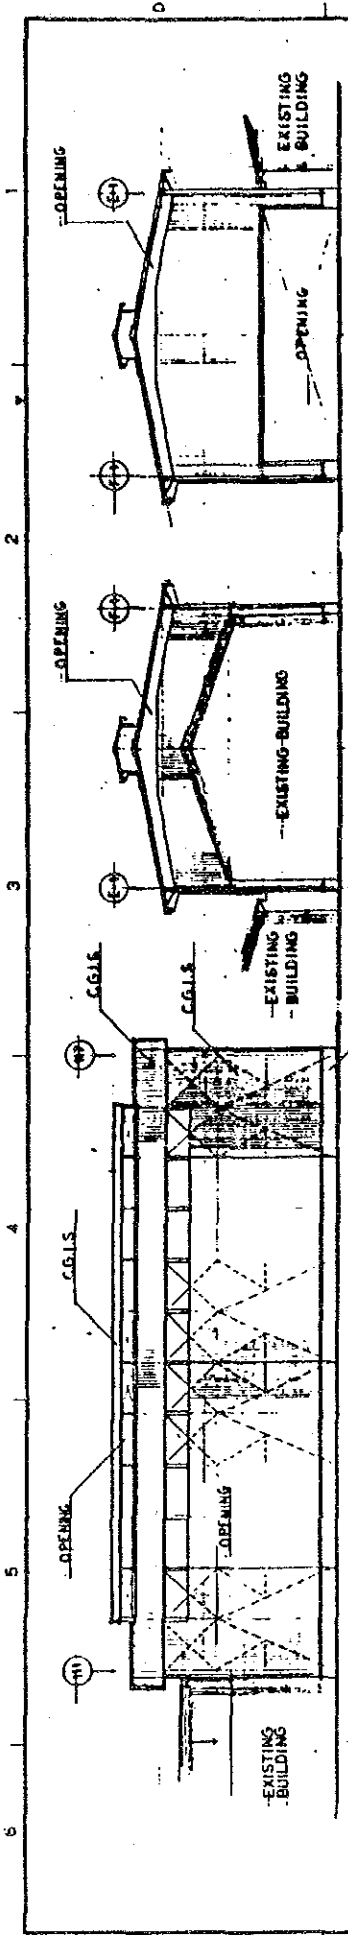 6
5
4
3
2
1
D
OPENING
C.G.I.S
C.G.I.S
OPENING
OPENING
EXISTING
BUILDING
OPENING
EXISTING
BUILDING
EXISTING BUILDING
OPENING
EXISTING
BUILDING